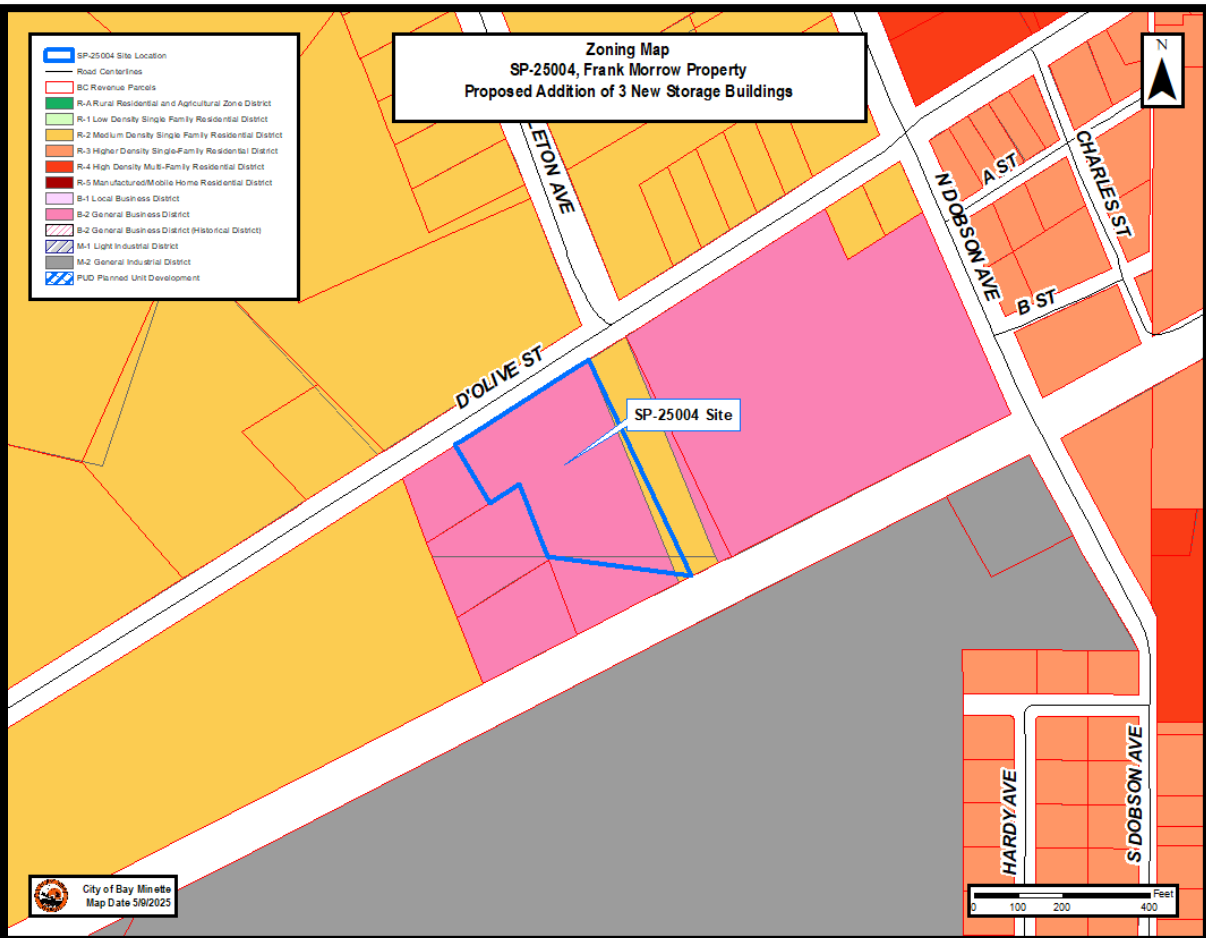 Zoning Map
SP-25004, Frank Morrow Property
Proposed Addition of 3 New Storage Buildings
N
SP-25004 Site Location
Road Centerlines
BC Revenue Parcels
R-A Rural Residential and Agricultural Zone District
R-1 Low Density Single Family Residential District
R-2 Medium Density Single Family Residential District
R-3 Higher Density Single-Family Residential District
R-4 High Density Multi-Family Residential District
R-5 Manufactured/Mobile Home Residential District
B-1 Local Business District
B-2 General Business District
B-2 General Business District (Historical District)
M-1 Light Industrial District
M-2 General Industrial District
PUD Planned Unit Development
LETON AVE
A ST
CHARLES ST
N DOBSON AVE
B ST
D'OLIVE ST
SP-25004 Site
HARDY AVE
S DOBSON AVE
City of Bay Minette
Map Date 5/9/2025
Feet
0 100 200 400